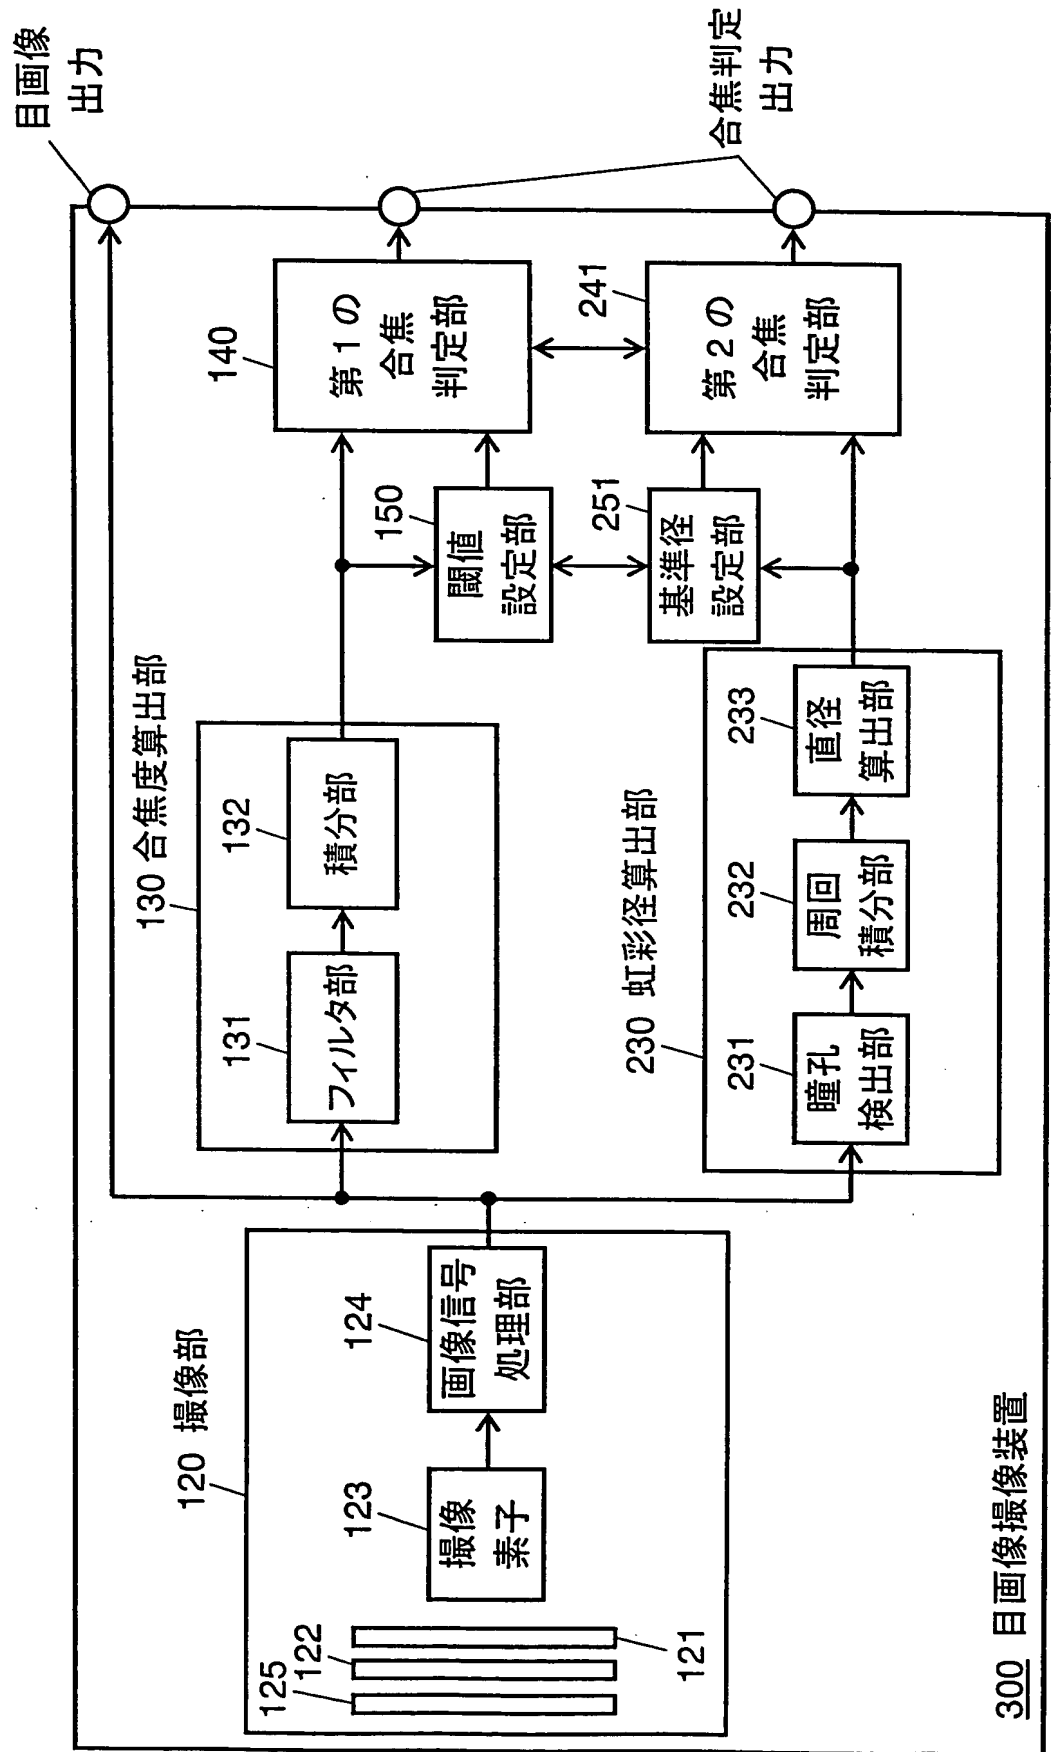 目画像
出力
合焦判定
出力
140
第1の
合焦
判定部
241
第2の
合焦
判定部
150
閾値
設定部
251
基準径
設定部
130 合焦度算出部
131
フィルタ部
132
積分部
230 虹彩径算出部
231
瞳孔
検出部
232
周回
積分部
233
直径
算出部
120 撮像部
125
122
121
123
撮像
素子
124
画像信号
処理部
300 目画像撮像装置